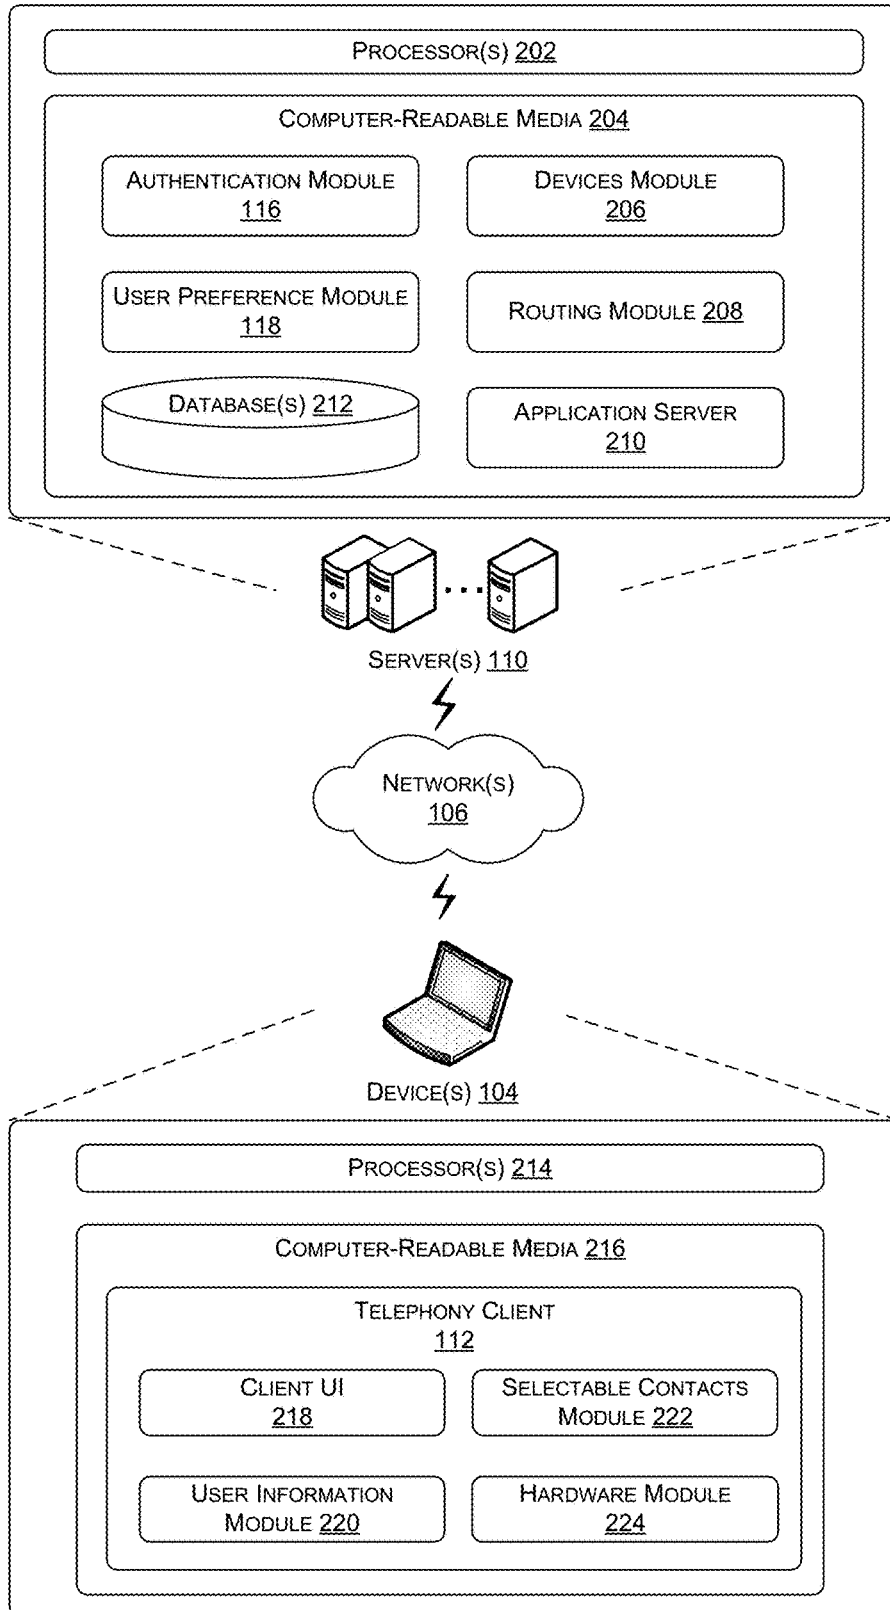 PROCESSOR(S) 202
COMPUTER-READABLE MEDIA 204
AUTHENTICATION MODULE
116
DEVICES MODULE
206
USER PREFERENCE MODULE
118
ROUTING MODULE 208
DATABASE(S) 212
APPLICATION SERVER
210
SERVER(S) 110
NETWORK(S)
106
DEVICE(S) 104
PROCESSOR(S) 214
COMPUTER-READABLE MEDIA 216
TELEPHONY CLIENT
112
CLIENT UI
218
SELECTABLE CONTACTS
MODULE 222
USER INFORMATION
MODULE 220
HARDWARE MODULE
224